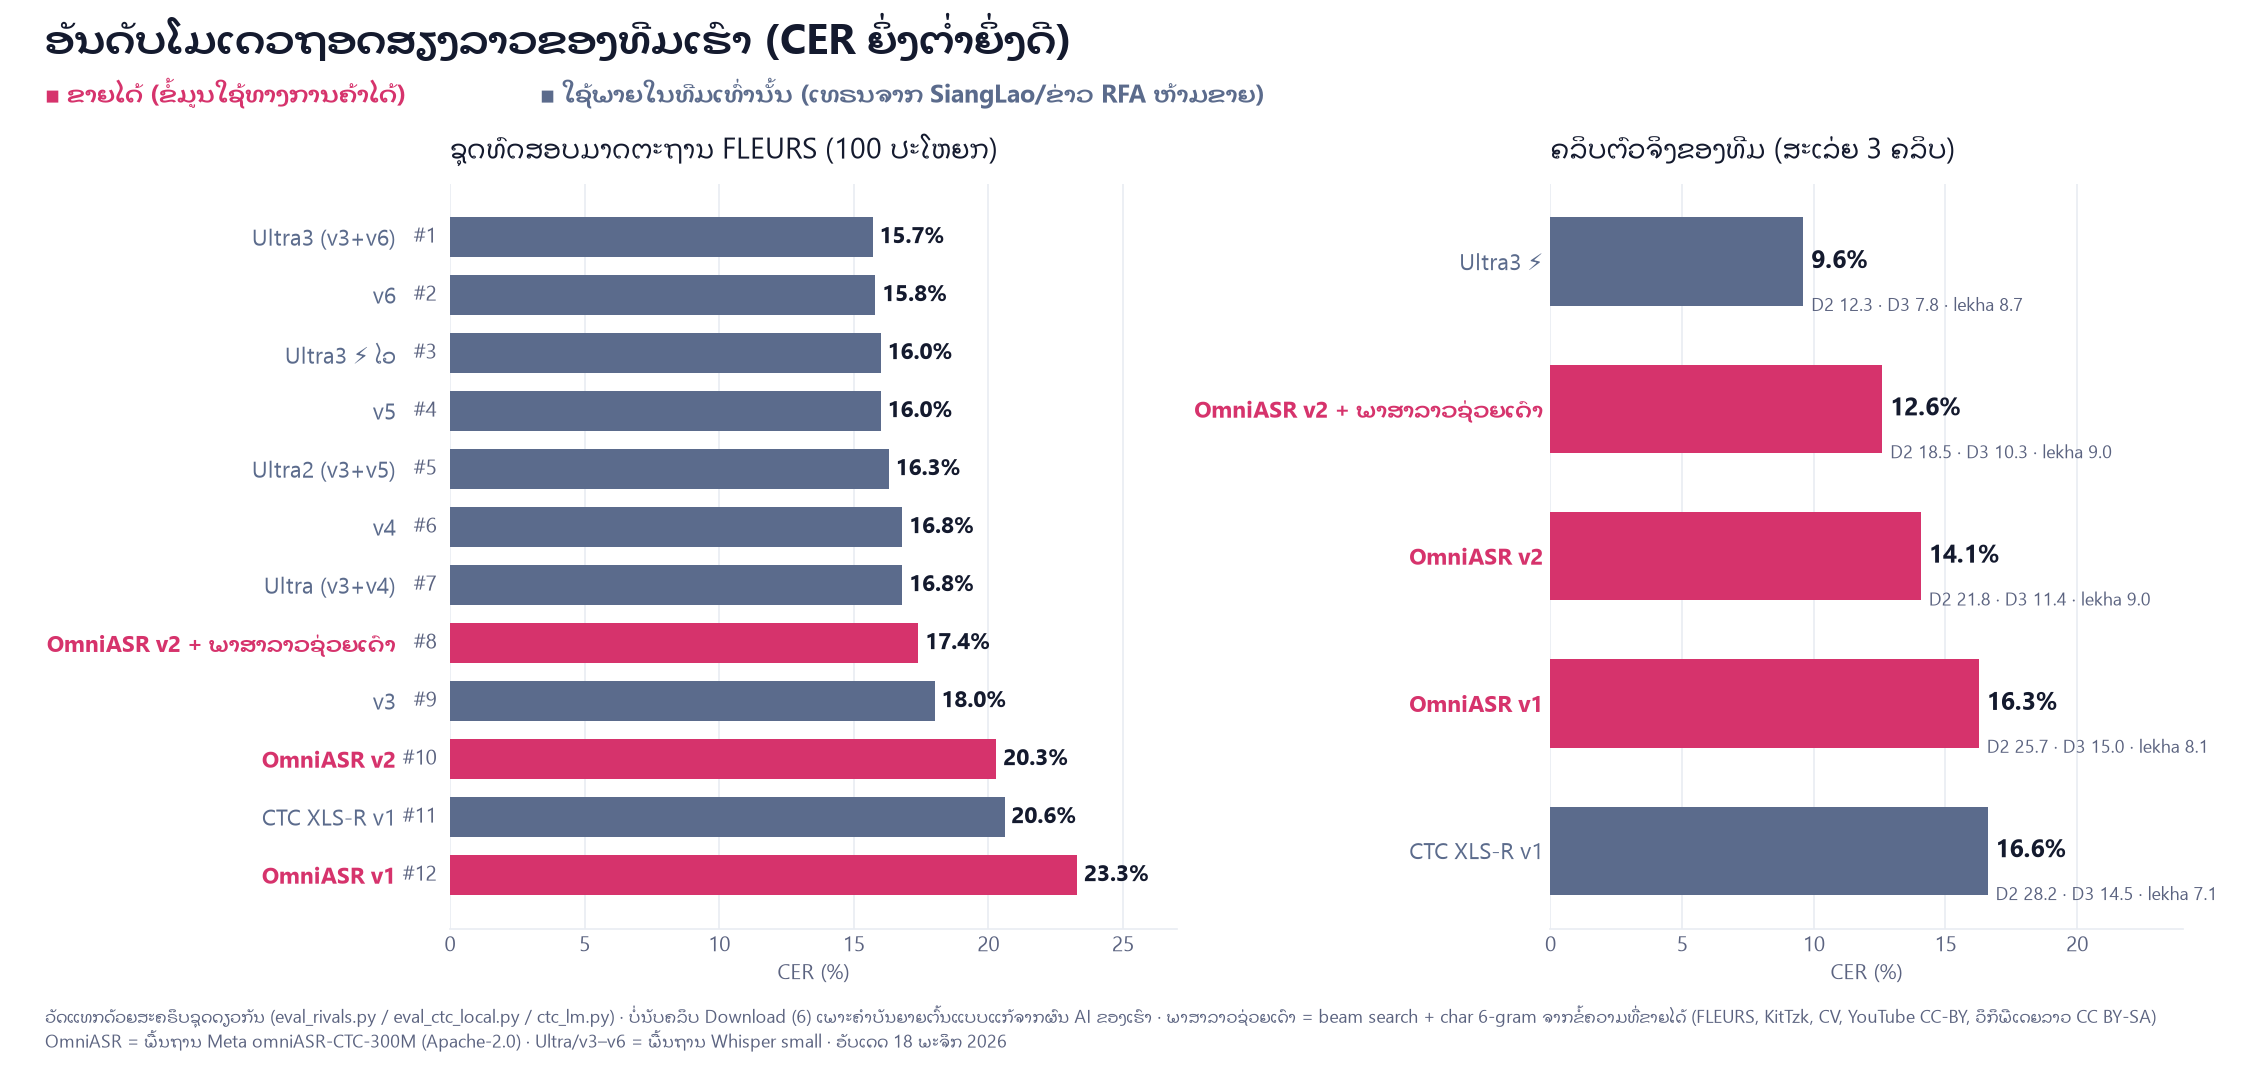 ອັນດັບໂມເດວຖອດສຽງລາວຂອງທີມເຮົາ (CER ຍິ່ງຕ່ຳຍິ່ງດີ)
■ ຂາຍໄດ້ (ຂໍ້ມູນໃຊ້ທາງການຄ້າໄດ້)
■ ໃຊ້ພາຍໃນທີມເທົ່ານັ້ນ (ເທຣນຈາກ SiangLao/ຂ່າວ RFA ຫ້າມຂາຍ)
ຊຸດທົດສອບມາດຕະຖານ FLEURS (100 ປະໂຫຍກ)
Ultra3 (v3+v6) #1 15.7%
v6 #2 15.8%
Ultra3 ⚡ ໄວ #3 16.0%
v5 #4 16.0%
Ultra2 (v3+v5) #5 16.3%
v4 #6 16.8%
Ultra (v3+v4) #7 16.8%
OmniASR v2 + ພາສາລາວຊ່ວຍເດົາ #8 17.4%
v3 #9 18.0%
OmniASR v2 #10 20.3%
CTC XLS-R v1 #11 20.6%
OmniASR v1 #12 23.3%
0 5 10 15 20 25
CER (%)
ຄລິບຕົວຈິງຂອງທີມ (ສະເລ່ຍ 3 ຄລິບ)
Ultra3 ⚡ 9.6%
D2 12.3 · D3 7.8 · lekha 8.7
OmniASR v2 + ພາສາລາວຊ່ວຍເດົາ 12.6%
D2 18.5 · D3 10.3 · lekha 9.0
OmniASR v2 14.1%
D2 21.8 · D3 11.4 · lekha 9.0
OmniASR v1 16.3%
D2 25.7 · D3 15.0 · lekha 8.1
CTC XLS-R v1 16.6%
D2 28.2 · D3 14.5 · lekha 7.1
0 5 10 15 20
CER (%)
ວັດແທກດ້ວຍສະຄຣິບຊຸດດຽວກັນ (eval_rivals.py / eval_ctc_local.py / ctc_lm.py) · ບໍ່ນັບຄລິບ Download (6) ເພາະຄຳບັນຍາຍຕົ້ນແບບແກ້ຈາກຜົນ AI ຂອງເຮົາ · ພາສາລາວຊ່ວຍເດົາ = beam search + char 6-gram ຈາກຂໍ້ຄວາມທີ່ຂາຍໄດ້ (FLEURS, KitTzk, CV, YouTube CC-BY, ວິກິພີເດຍລາວ CC BY-SA)
OmniASR = ພື້ນຖານ Meta omniASR-CTC-300M (Apache-2.0) · Ultra/v3–v6 = ພື້ນຖານ Whisper small · ອັບເດດ 18 ພະຈິກ 2026